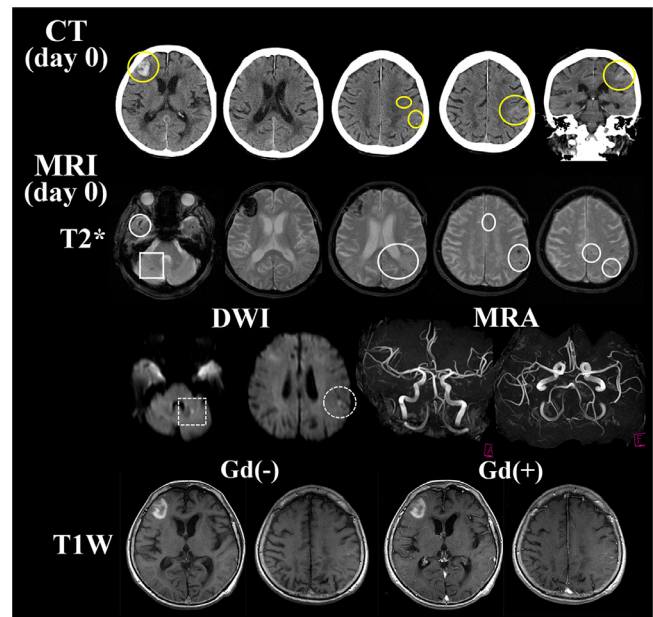 CT
(day 0)
MRI
(day 0)
T2*
DWI
MRA
A
F
Gd(-)
Gd(+)
T1W